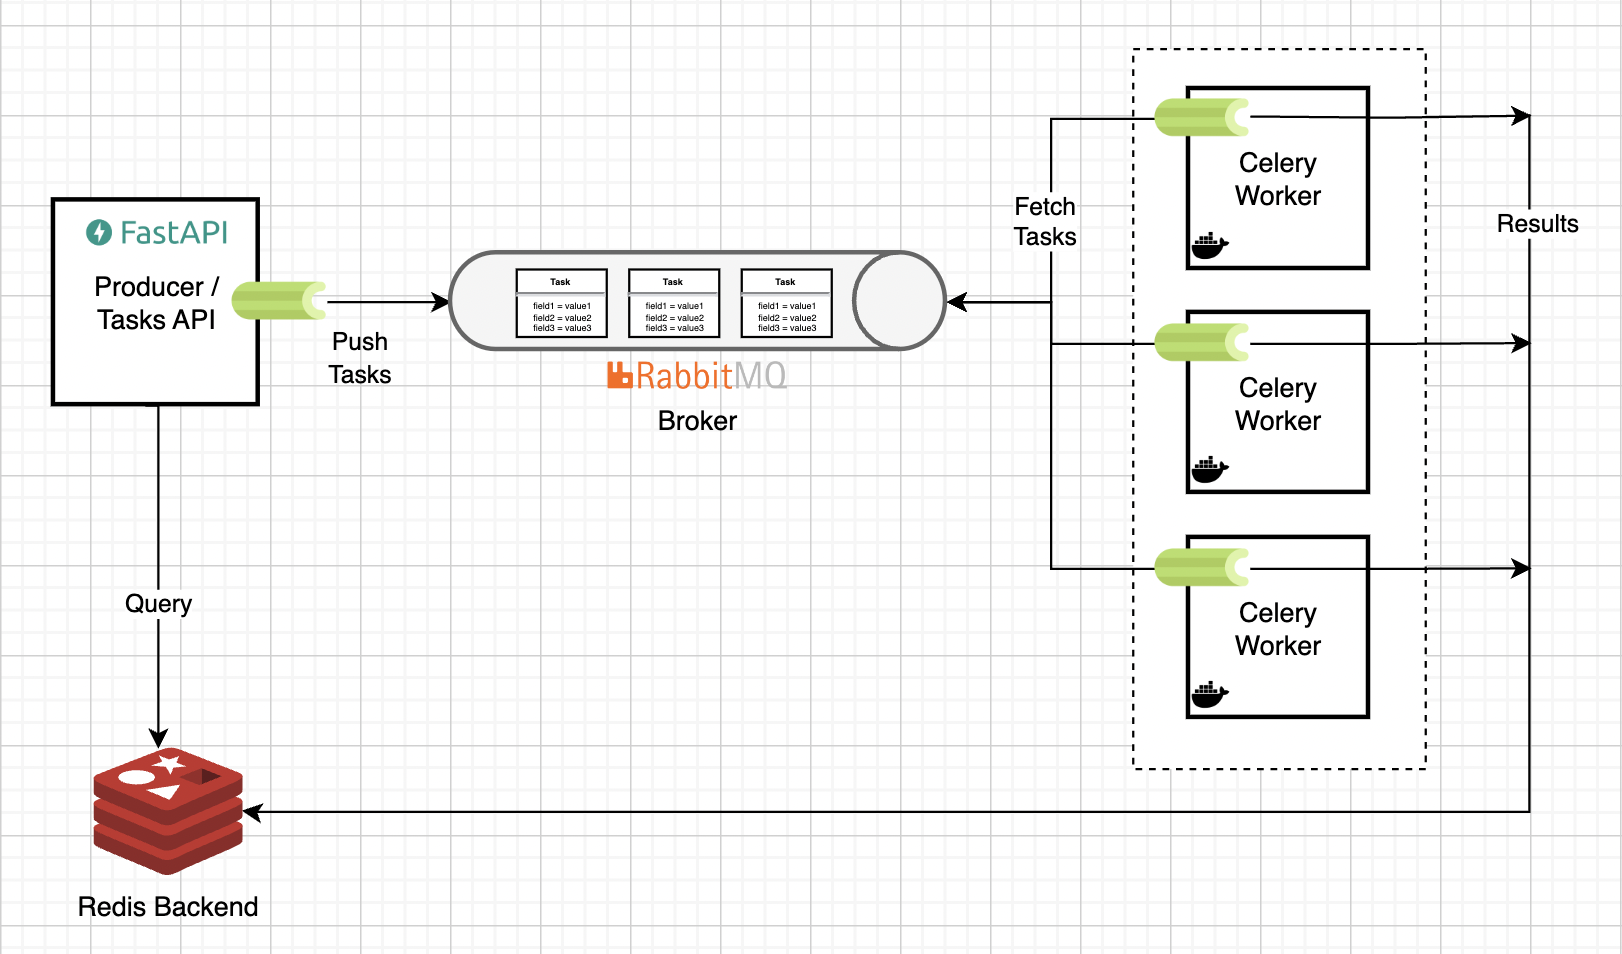 FastAPI
Producer /
Tasks API
Push
Tasks
Task
field1 = value1
field2 = value2
field3 = value3
Task
field1 = value1
field2 = value2
field3 = value3
Task
field1 = value1
field2 = value2
field3 = value3
RabbitMQ
Broker
Fetch
Tasks
Celery
Worker
Celery
Worker
Celery
Worker
Results
Query
Redis Backend